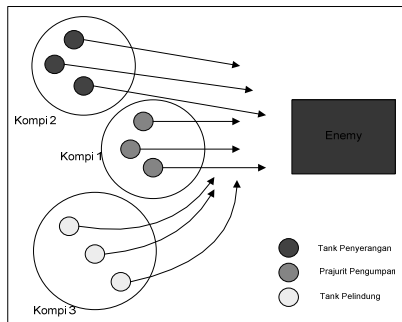 Kompi 2
Enemy
Kompi 1
Kompi 3
Tank Penyerangan
Prajurit Pengumpan
Tank Pelindung